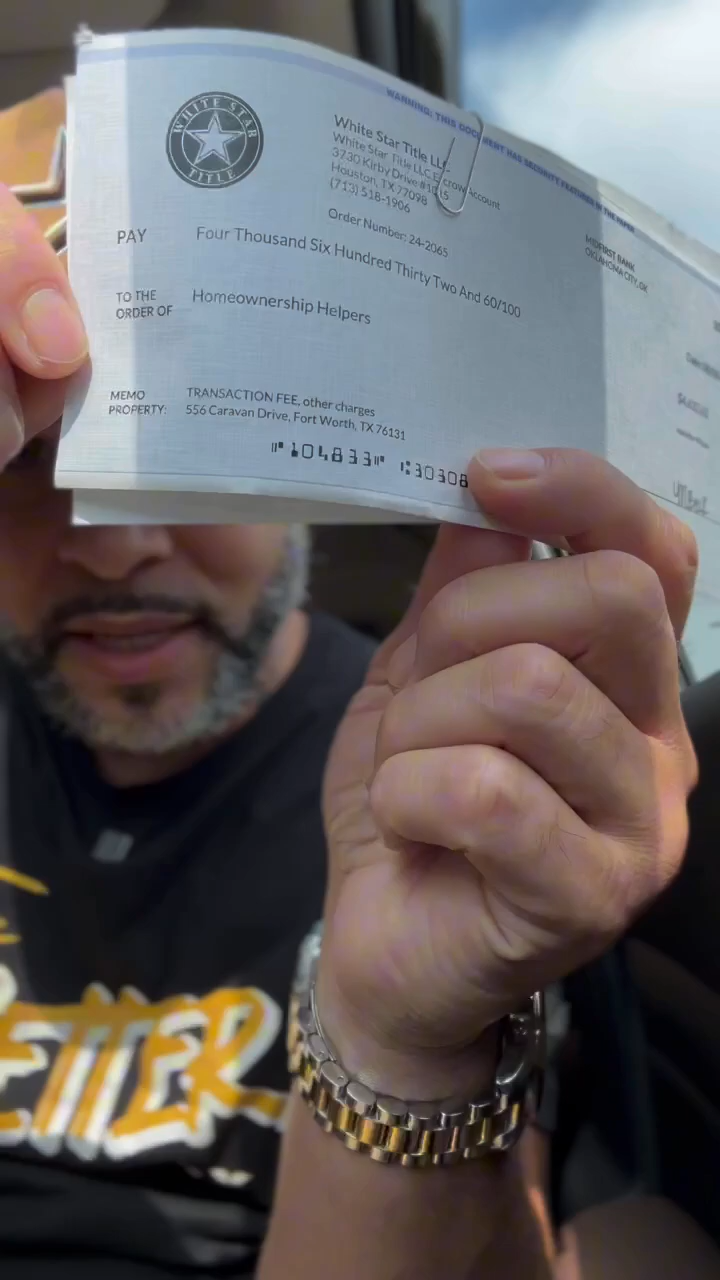 WARNING: THIS DOCUMENT HAS SECURITY FEATURES IN THE PAPER
WHITE STAR
TITLE
White Star Title LLC
White Star Title LLC Escrow Account
3730 Kirby Drive
Houston, TX 77098
(713) 518-1906
Order Number: 24-2065
MIDFIRST BANK
OKLAHOMA CITY, OK
PAY Four Thousand Six Hundred Thirty Two And 60/100
TO THE
ORDER OF Homeownership Helpers
MEMO TRANSACTION FEE, other charges
PROPERTY: 556 Caravan Drive, Fort Worth, TX 76131
⑈104833⑈ ⑆30308
ETTER